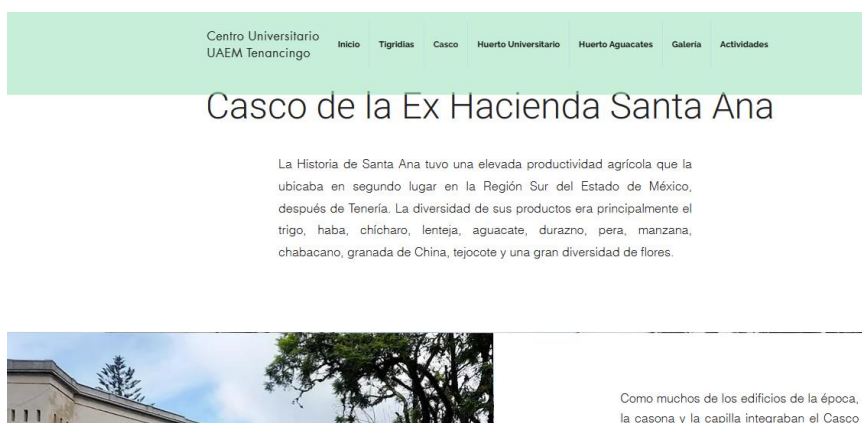 Centro Universitario
UAEM Tenancingo
Inicio Tigridias Casco Huerto Universitario Huerto Aguacates Galería Actividades
Casco de la Ex Hacienda Santa Ana
La Historia de Santa Ana tuvo una elevada productividad agrícola que la
ubicaba en segundo lugar en la Región Sur del Estado de México,
después de Tenería. La diversidad de sus productos era principalmente el
trigo, haba, chícharo, lenteja, aguacate, durazno, pera, manzana,
chabacano, granada de China, tejocote y una gran diversidad de flores.
Como muchos de los edificios de la época,
la casona y la capilla integraban el Casco